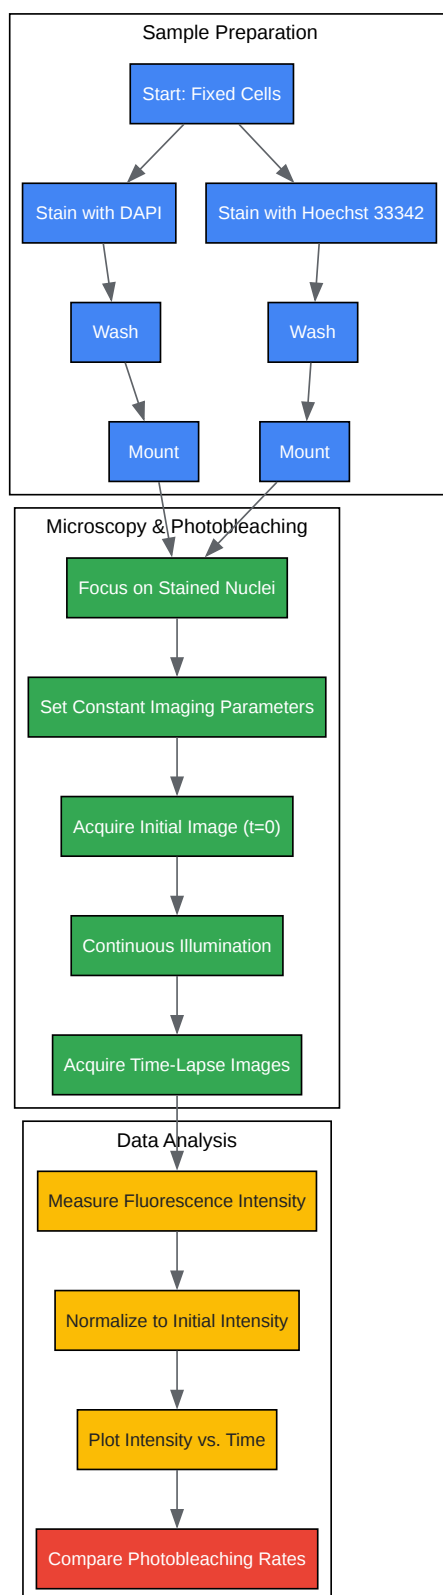 Sample Preparation
Start: Fixed Cells
Stain with DAPI
Stain with Hoechst 33342
Wash
Wash
Mount
Mount
Microscopy & Photobleaching
Focus on Stained Nuclei
Set Constant Imaging Parameters
Acquire Initial Image (t=0)
Continuous Illumination
Acquire Time-Lapse Images
Data Analysis
Measure Fluorescence Intensity
Normalize to Initial Intensity
Plot Intensity vs. Time
Compare Photobleaching Rates